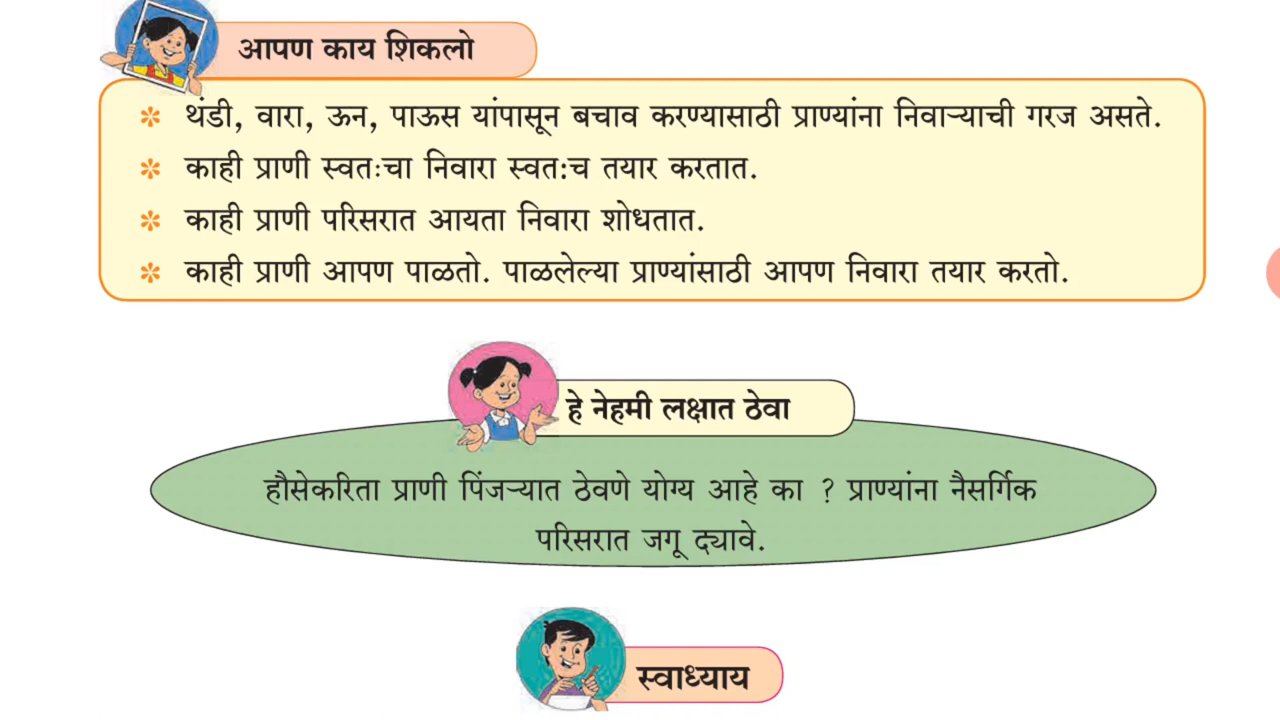 आपण काय शिकलो
✼ थंडी, वारा, ऊन, पाऊस यांपासून बचाव करण्यासाठी प्राण्यांना निवाऱ्याची गरज असते.
✼ काही प्राणी स्वतःचा निवारा स्वत:च तयार करतात.
✼ काही प्राणी परिसरात आयता निवारा शोधतात.
✼ काही प्राणी आपण पाळतो. पाळलेल्या प्राण्यांसाठी आपण निवारा तयार करतो.
हे नेहमी लक्षात ठेवा
हौसेकरिता प्राणी पिंजऱ्यात ठेवणे योग्य आहे का ? प्राण्यांना नैसर्गिक
परिसरात जगू द्यावे.
स्वाध्याय